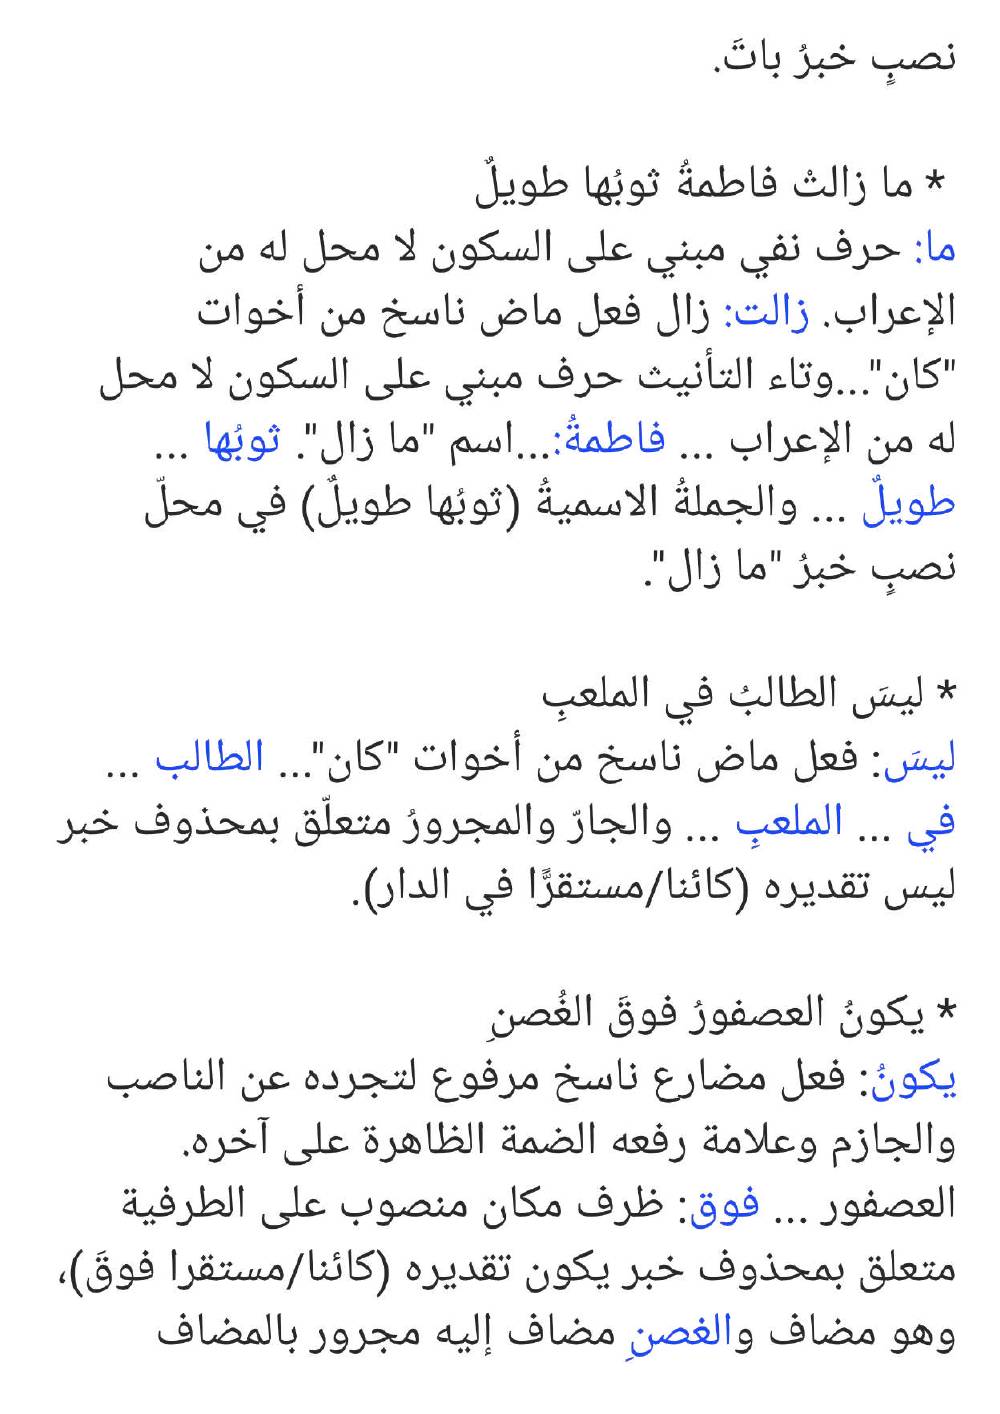 نصبٍ خبرُ باتَ.
* ما زالتْ فاطمةُ ثوبُها طويلٌ
ما: حرف نفي مبني على السكون لا محل له من
الإعراب. زالت: زال فعل ماض ناسخ من أخوات
"كان"...وتاء التأنيث حرف مبني على السكون لا محل
له من الإعراب ... فاطمةُ:...اسم "ما زال". ثوبُها ...
طويلٌ ... والجملةُ الاسميةُ (ثوبُها طويلٌ) في محلّ
نصبٍ خبرُ "ما زال".
* ليسَ الطالبُ في الملعبِ
ليسَ: فعل ماض ناسخ من أخوات "كان"... الطالب ...
في ... الملعبِ ... والجارّ والمجرورُ متعلّق بمحذوف خبر
ليس تقديره (كائنا/مستقرًّا في الدار).
* يكونُ العصفورُ فوقَ الغُصنِ
يكونُ: فعل مضارع ناسخ مرفوع لتجرده عن الناصب
والجازم وعلامة رفعه الضمة الظاهرة على آخره.
العصفور ... فوق: ظرف مكان منصوب على الطرفية
متعلق بمحذوف خبر يكون تقديره (كائنا/مستقرا فوقَ)،
وهو مضاف والغصنِ مضاف إليه مجرور بالمضاف